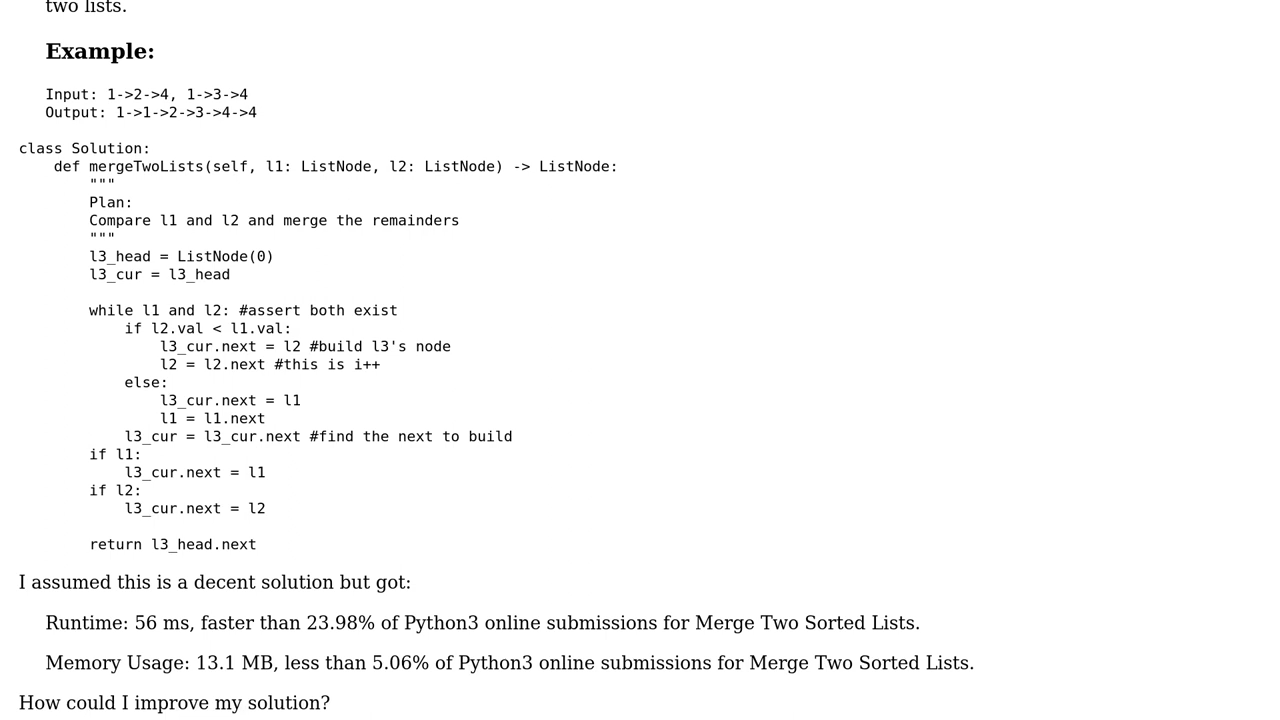 two lists.
Example:
Input: 1->2->4, 1->3->4
Output: 1->1->2->3->4->4
class Solution:
    def mergeTwoLists(self, l1: ListNode, l2: ListNode) -> ListNode:
        """
        Plan:
        Compare l1 and l2 and merge the remainders
        """
        l3_head = ListNode(0)
        l3_cur = l3_head
        while l1 and l2: #assert both exist
            if l2.val < l1.val:
                l3_cur.next = l2 #build l3's node
                l2 = l2.next #this is i++
            else:
                l3_cur.next = l1
                l1 = l1.next
            l3_cur = l3_cur.next #find the next to build
        if l1:
            l3_cur.next = l1
        if l2:
            l3_cur.next = l2
        return l3_head.next
I assumed this is a decent solution but got:
Runtime: 56 ms, faster than 23.98% of Python3 online submissions for Merge Two Sorted Lists.
Memory Usage: 13.1 MB, less than 5.06% of Python3 online submissions for Merge Two Sorted Lists.
How could I improve my solution?